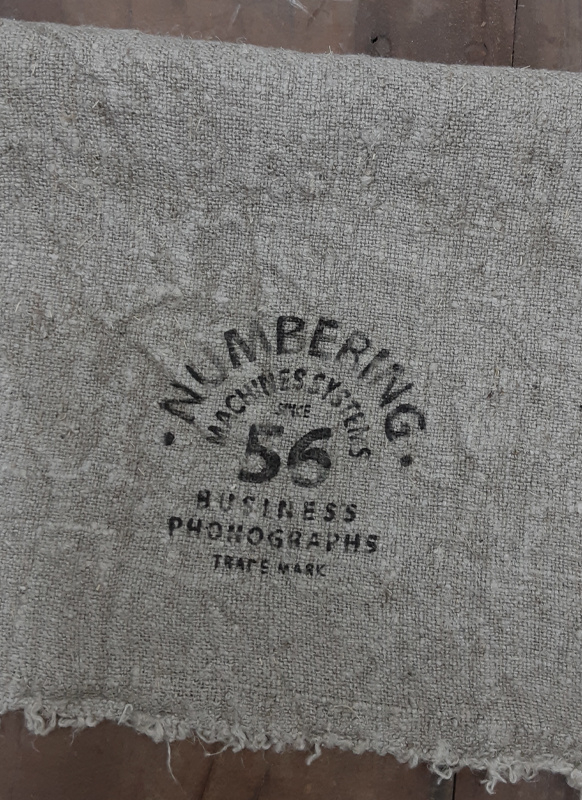 • NUMBERING •
MACHINES SYSTEMS
SINCE
56
BUSINESS
PHONOGRAPHS
TRADE MARK